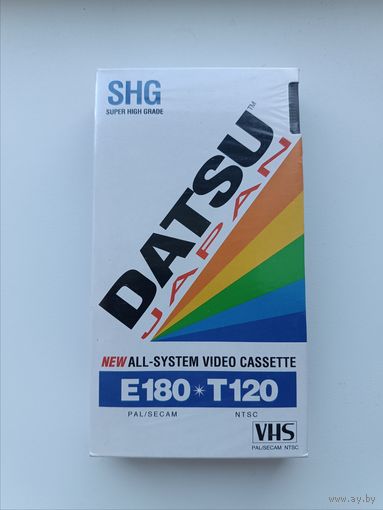 SHG
SUPER HIGH GRADE
DATSU™
JAPAN
NEW ALL-SYSTEM VIDEO CASSETTE
E180 * T120
PAL/SECAM NTSC
VHS
PAL/SECAM NTSC
www.ay.by